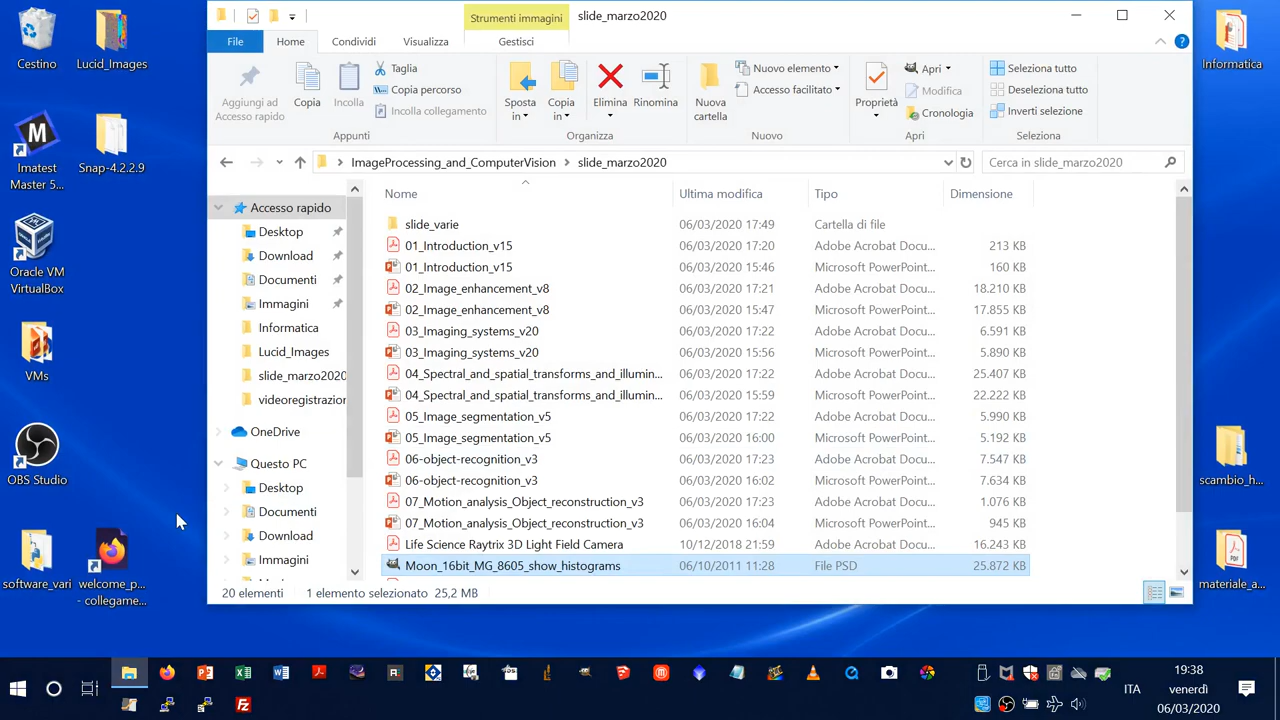 Cestino
Lucid_Images
Imatest Master 5...
Snap-4.2.2.9
Oracle VM VirtualBox
VMs
OBS Studio
software_vari
welcome_p... - collegame...
Informatica
scambio_h...
materiale_a...
Strumenti immagini
slide_marzo2020
File
Home
Condividi
Visualizza
Gestisci
Aggiungi ad Accesso rapido
Copia
Incolla
Taglia
Copia percorso
Incolla collegamento
Appunti
Sposta in
Copia in
Elimina
Rinomina
Organizza
Nuova cartella
Nuovo elemento
Accesso facilitato
Nuovo
Proprietà
Apri
Modifica
Cronologia
Apri
Seleziona tutto
Deseleziona tutto
Inverti selezione
Selezione
ImageProcessing_and_ComputerVision
slide_marzo2020
Cerca in slide_marzo2020
Accesso rapido
Desktop
Download
Documenti
Immagini
Informatica
Lucid_Images
slide_marzo2020
videoregistrazior
OneDrive
Questo PC
Desktop
Documenti
Download
Immagini
Nome Ultima modifica Tipo Dimensione
slide_varie 06/03/2020 17:49 Cartella di file
01_Introduction_v15 06/03/2020 17:20 Adobe Acrobat Docu... 213 KB
01_Introduction_v15 06/03/2020 15:46 Microsoft PowerPoint... 160 KB
02_Image_enhancement_v8 06/03/2020 17:21 Adobe Acrobat Docu... 18.210 KB
02_Image_enhancement_v8 06/03/2020 15:47 Microsoft PowerPoint... 17.855 KB
03_Imaging_systems_v20 06/03/2020 17:22 Adobe Acrobat Docu... 6.591 KB
03_Imaging_systems_v20 06/03/2020 15:56 Microsoft PowerPoint... 5.890 KB
04_Spectral_and_spatial_transforms_and_illumin... 06/03/2020 17:22 Adobe Acrobat Docu... 25.407 KB
04_Spectral_and_spatial_transforms_and_illumin... 06/03/2020 15:59 Microsoft PowerPoint... 22.222 KB
05_Image_segmentation_v5 06/03/2020 17:22 Adobe Acrobat Docu... 5.990 KB
05_Image_segmentation_v5 06/03/2020 16:00 Microsoft PowerPoint... 5.192 KB
06-object-recognition_v3 06/03/2020 17:23 Adobe Acrobat Docu... 7.547 KB
06-object-recognition_v3 06/03/2020 16:02 Microsoft PowerPoint... 7.634 KB
07_Motion_analysis_Object_reconstruction_v3 06/03/2020 17:23 Adobe Acrobat Docu... 1.076 KB
07_Motion_analysis_Object_reconstruction_v3 06/03/2020 16:04 Microsoft PowerPoint... 945 KB
Life Science Raytrix 3D Light Field Camera 10/12/2018 21:59 Adobe Acrobat Docu... 16.243 KB
Moon_16bit_MG_8605_show_histograms 06/10/2011 11:28 File PSD 25.872 KB
20 elementi 1 elemento selezionato 25,2 MB
ITA
19:38
venerdì
06/03/2020